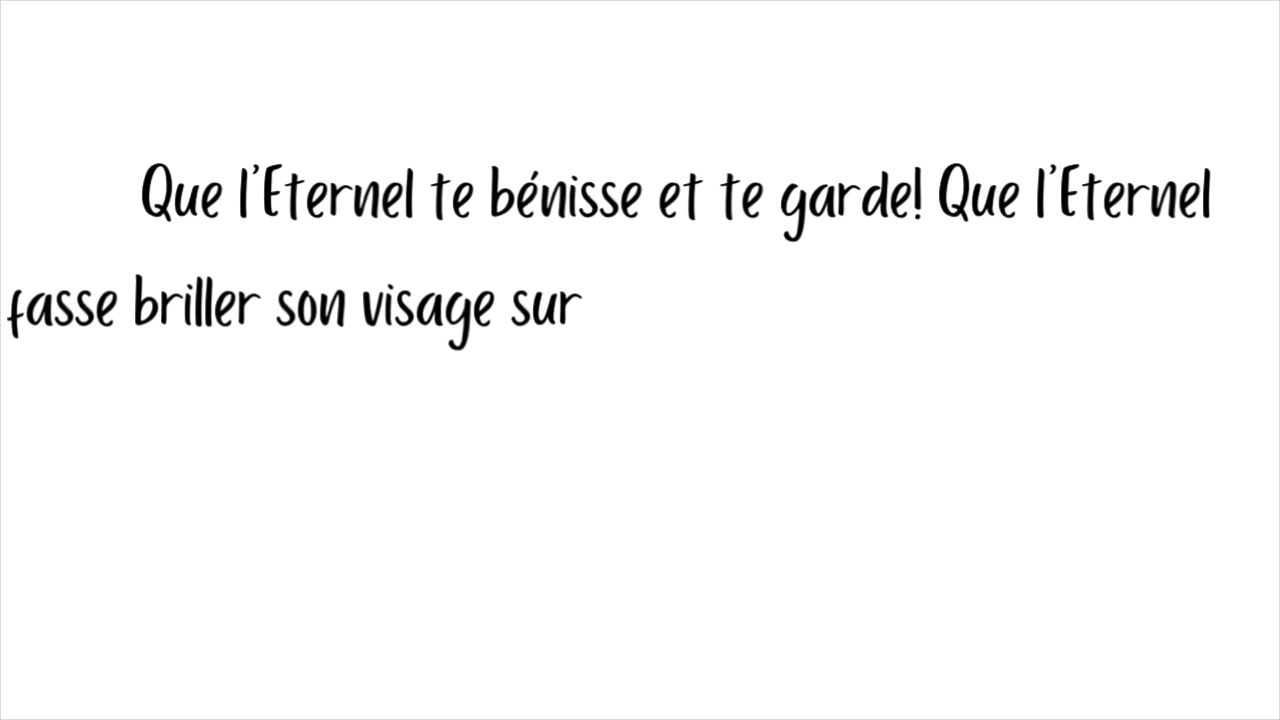 Que l'Eternel te bénisse et te garde! Que l'Eternel
fasse briller son visage sur